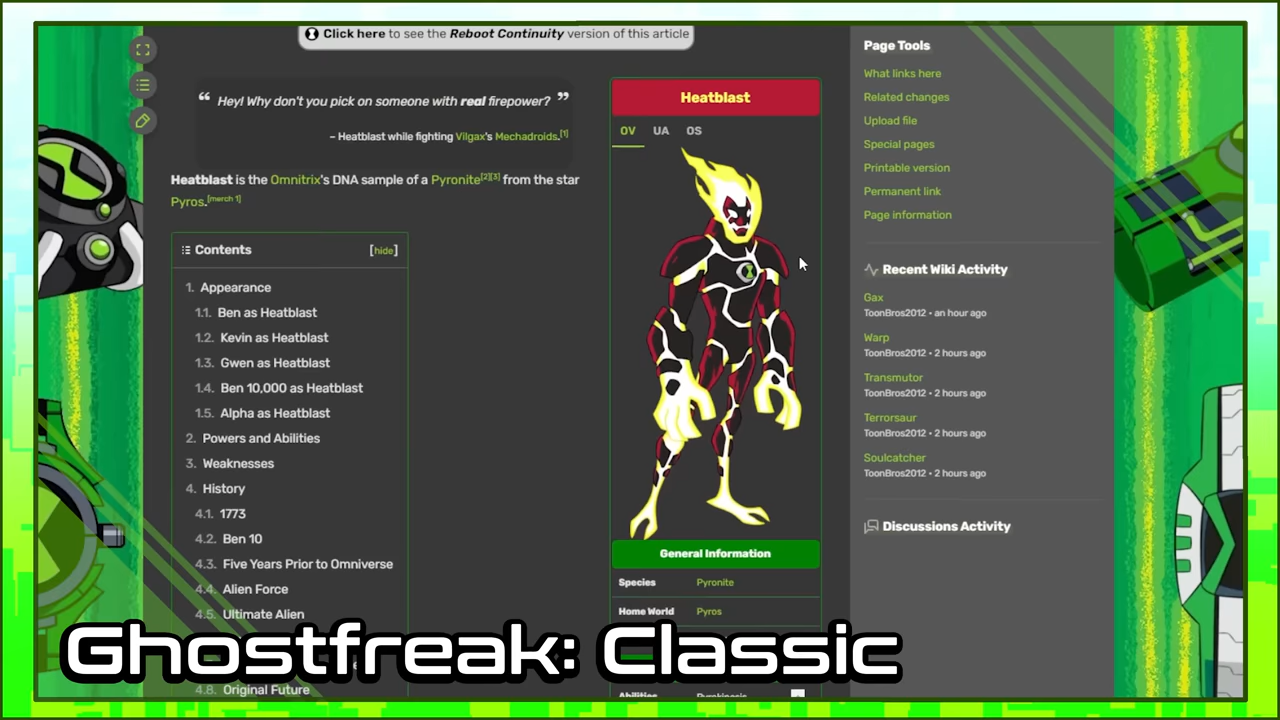 Click here to see the Reboot Continuity version of this article
“ Hey! Why don't you pick on someone with real firepower? ”
– Heatblast while fighting Vilgax's Mechadroids.[1]
Heatblast is the Omnitrix's DNA sample of a Pyronite[2][3] from the star
Pyros.[merch 1]
Contents [hide]
1. Appearance
1.1. Ben as Heatblast
1.2. Kevin as Heatblast
1.3. Gwen as Heatblast
1.4. Ben 10,000 as Heatblast
1.5. Alpha as Heatblast
2. Powers and Abilities
3. Weaknesses
4. History
4.1. 1773
4.2. Ben 10
4.3. Five Years Prior to Omniverse
4.4. Alien Force
4.5. Ultimate Alien
4.8. Original Future
Heatblast
OV UA OS
General Information
Species Pyronite
Home World Pyros
Abilities Pyrokinesis
Page Tools
What links here
Related changes
Upload file
Special pages
Printable version
Permanent link
Page information
Recent Wiki Activity
Gax
ToonBros2012 • an hour ago
Warp
ToonBros2012 • 2 hours ago
Transmutor
ToonBros2012 • 2 hours ago
Terrorsaur
ToonBros2012 • 2 hours ago
Soulcatcher
ToonBros2012 • 2 hours ago
Discussions Activity
Ghostfreak: Classic